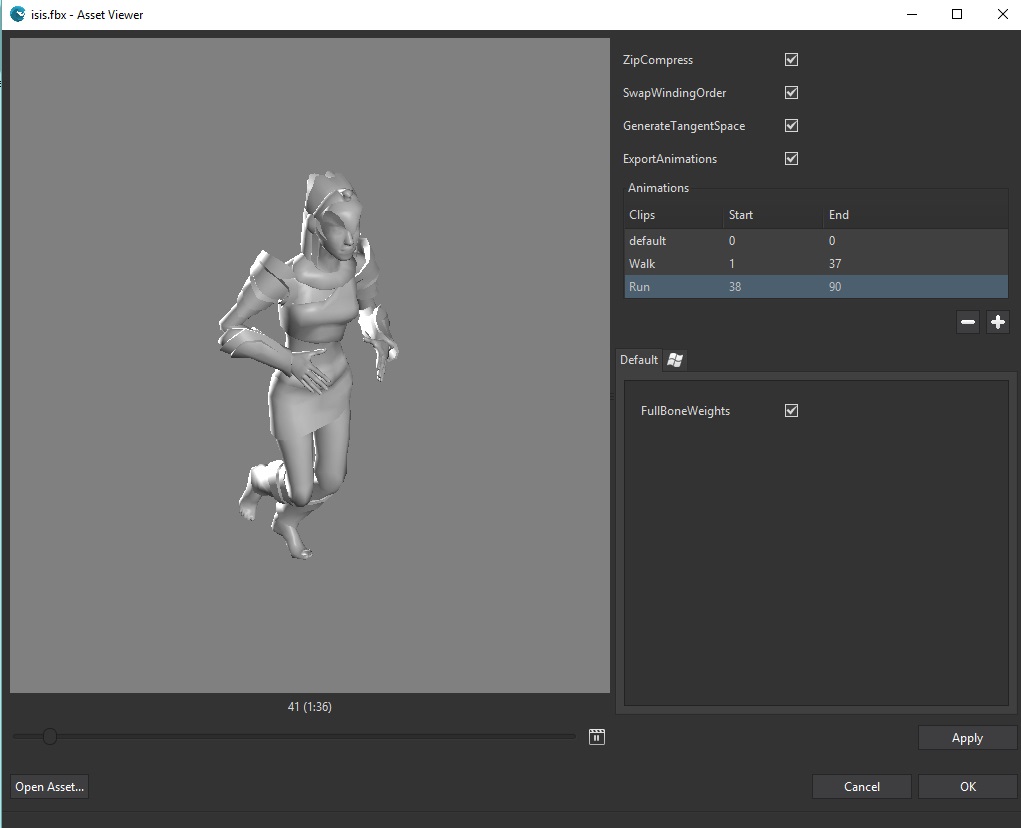 isis.fbx - Asset Viewer
ZipCompress
SwapWindingOrder
GenerateTangentSpace
ExportAnimations
Animations
Clips Start End
default 0 0
Walk 1 37
Run 38 90
Default
FullBoneWeights
41 (1:36)
Apply
Open Asset...
Cancel
OK